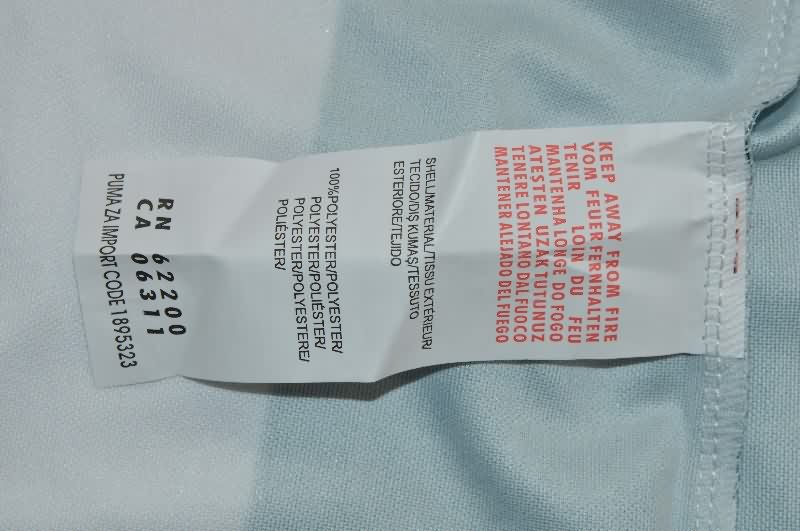 KEEP AWAY FROM FIRE
VOM FEUER FERNHALTEN
TENIR LOIN DU FEU
MANTENHA LONGE DO FOGO
ATEŞTEN UZAK TUTUNUZ
TENERE LONTANO DAL FUOCO
MANTENER ALEJADO DEL FUEGO
SHELL/MATERIAL/TISSU EXTÉRIEUR/
TECIDO/DIŞ KUMAŞ/TESSUTO
ESTERIORE/TEJIDO
100%POLYESTER/POLYESTER/
POLYESTER/POLIÉSTER/
POLYESTER/POLYESTERE/
POLIÉSTER/
RN 62200
CA 06311
PUMA ZA IMPORT CODE 1895323